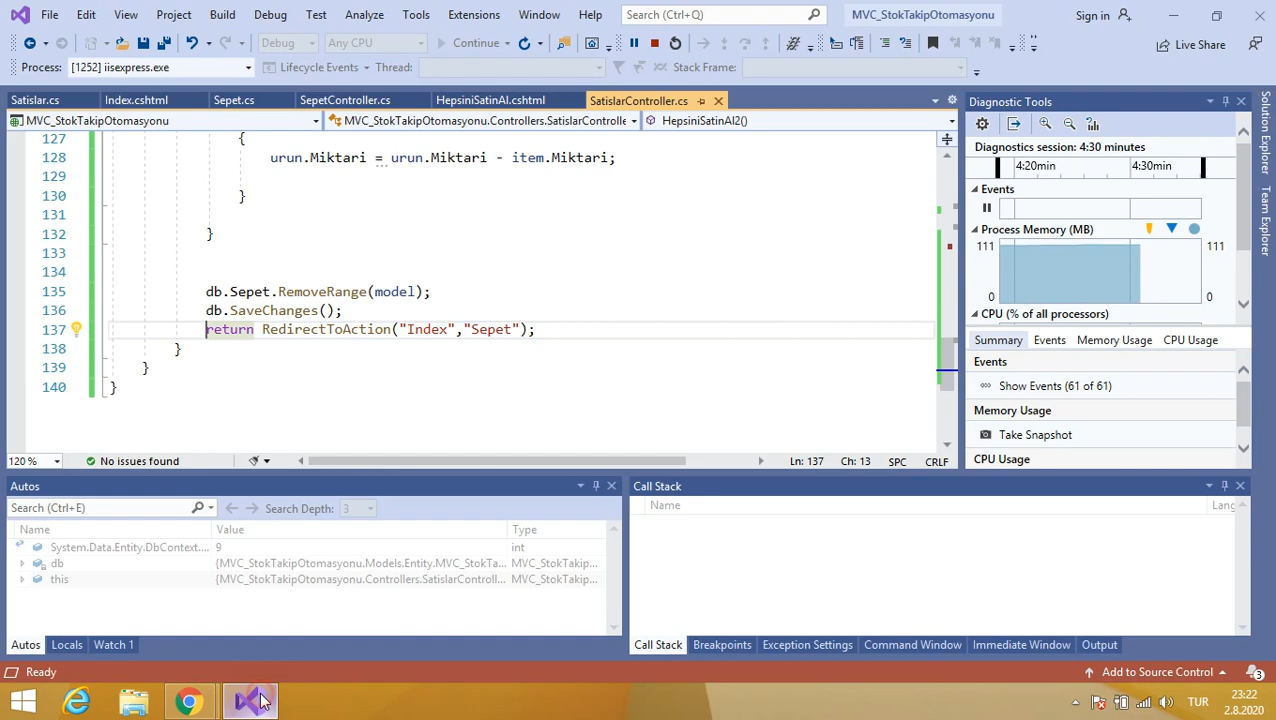 File Edit View Project Build Debug Test Analyze Tools Extensions Window Help Search (Ctrl+Q) MVC_StokTakipOtomasyonu Sign in
Debug Any CPU Continue Live Share
Process: [1252] iisexpress.exe Lifecycle Events Thread: Stack Frame:
Satislar.cs Index.cshtml Sepet.cs SepetController.cs HepsiniSatinAl.cshtml SatislarController.cs
MVC_StokTakipOtomasyonu MVC_StokTakipOtomasyonu.Controllers.SatislarControlle HepsiniSatinAl2()
127 {
128 urun.Miktari = urun.Miktari - item.Miktari;
129
130 }
131
132 }
133
134
135 db.Sepet.RemoveRange(model);
136 db.SaveChanges();
137 return RedirectToAction("Index","Sepet");
138 }
139 }
140 }
120 % No issues found Ln: 137 Ch: 13 SPC CRLF
Diagnostic Tools
Diagnostics session: 4:30 minutes
4:20min 4:30min
Events
Process Memory (MB)
111 111
0 0
CPU (% of all processors)
Summary Events Memory Usage CPU Usage
Events
Show Events (61 of 61)
Memory Usage
Take Snapshot
CPU Usage
Solution Explorer
Team Explorer
Autos
Search (Ctrl+E) Search Depth: 3
Name Value Type
System.Data.Entity.DbContext.... 9 int
db {MVC_StokTakipOtomasyonu.Models.Entity.MVC_StokTa MVC_StokTakip...
this {MVC_StokTakipOtomasyonu.Controllers.SatislarControll... MVC_StokTakip...
Autos Locals Watch 1
Call Stack
Name Lang
Call Stack Breakpoints Exception Settings Command Window Immediate Window Output
Ready Add to Source Control 3
TUR 23:22
2.8.2020